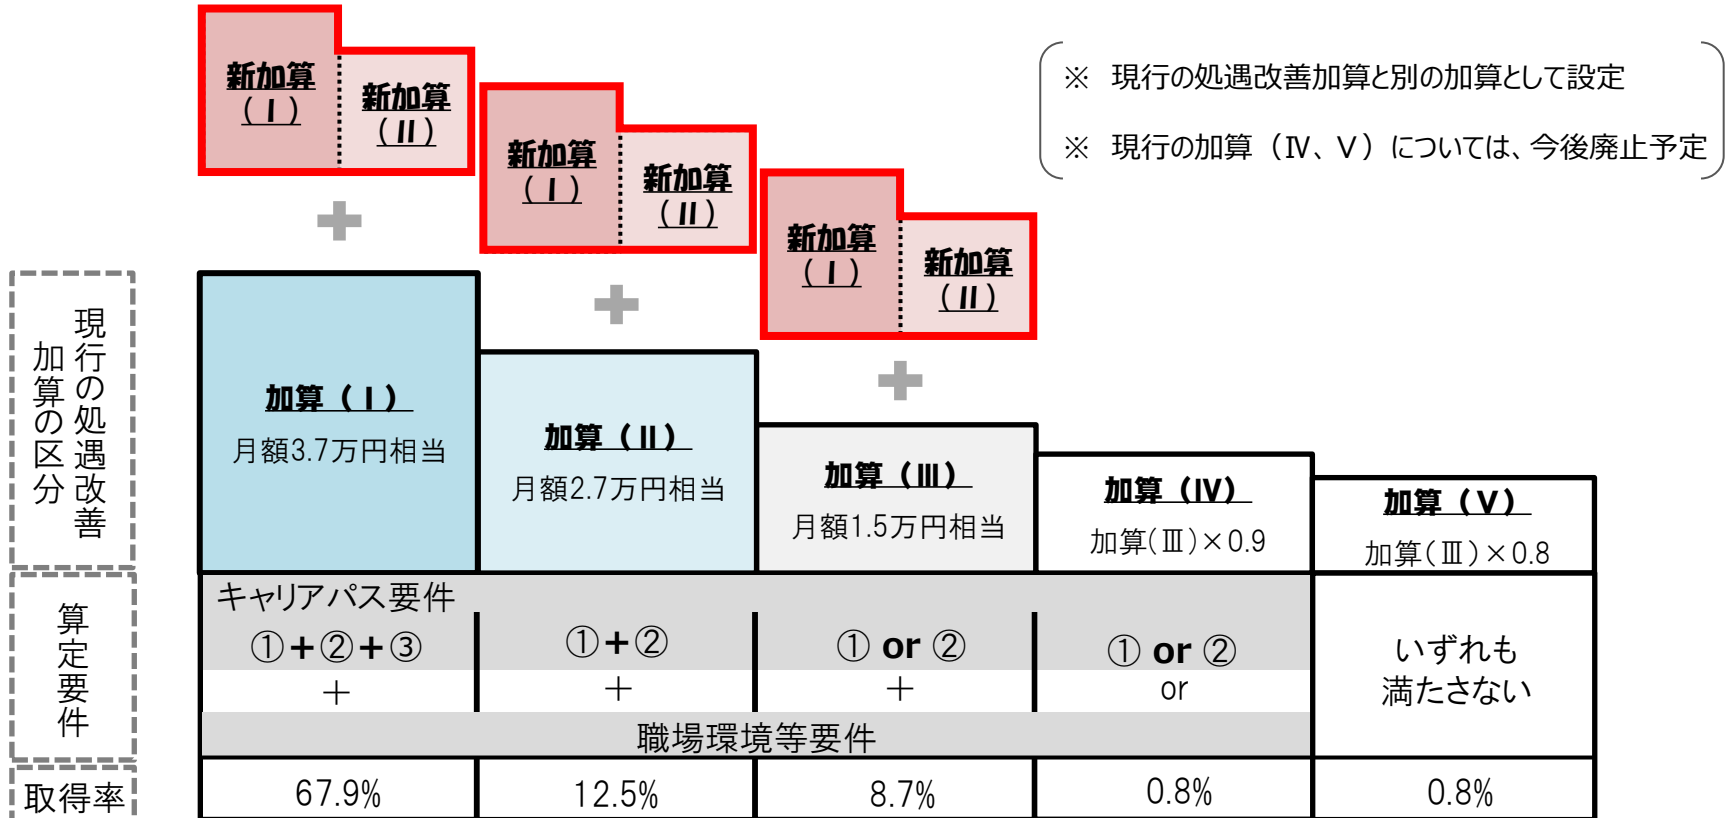 新加算
(Ⅰ)
新加算
(Ⅱ)
新加算
(Ⅰ)
新加算
(Ⅱ)
新加算
(Ⅰ)
新加算
(Ⅱ)
※ 現行の処遇改善加算と別の加算として設定
※ 現行の加算（Ⅳ、Ⅴ）については、今後廃止予定
現行の処遇改善
加算の区分
加算（Ⅰ）
月額3.7万円相当
加算（Ⅱ）
月額2.7万円相当
加算（Ⅲ）
月額1.5万円相当
加算（Ⅳ）
加算(Ⅲ)×0.9
加算（Ⅴ）
加算(Ⅲ)×0.8
算定要件
キャリアパス要件
①+②+③
①+②
① or ②
① or ②
いずれも
満たさない
+
+
+
or
職場環境等要件
取得率
67.9%
12.5%
8.7%
0.8%
0.8%